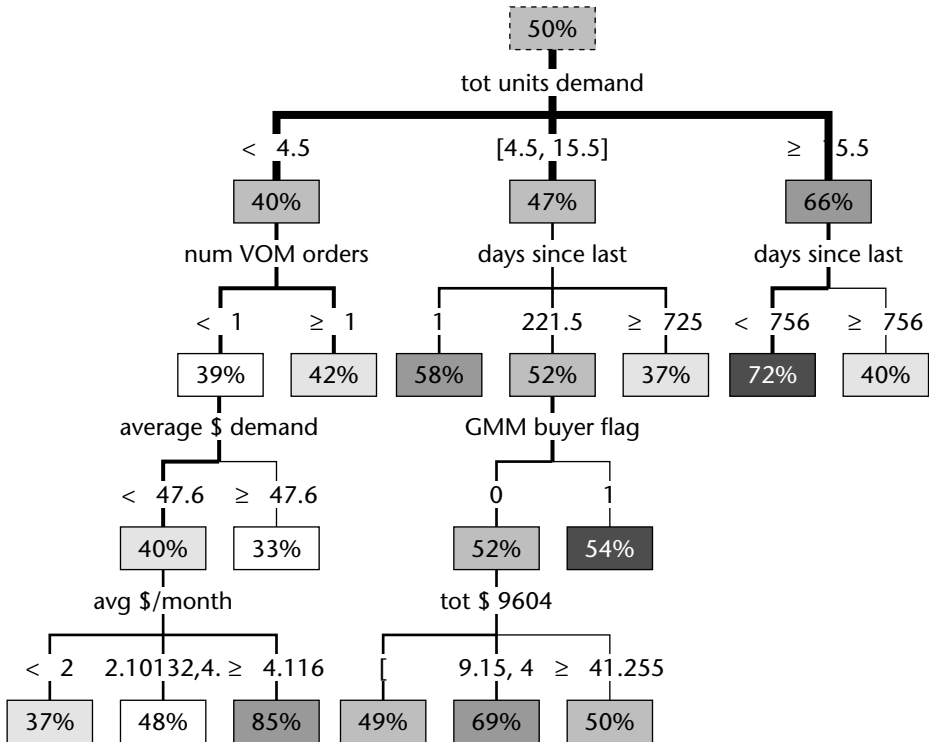 50%
tot units demand
< 4.5 [4.5, 15.5] ≥ 15.5
40% 47% 66%
num VOM orders days since last days since last
< 1 ≥ 1 1 221.5 ≥ 725 < 756 ≥ 756
39% 42% 58% 52% 37% 72% 40%
average $ demand GMM buyer flag
< 47.6 ≥ 47.6 0 1
40% 33% 52% 54%
avg $/month tot $ 9604
< 2 2.10132,4. ≥ 4.116 [ 9.15, 4 ≥ 41.255
37% 48% 85% 49% 69% 50%